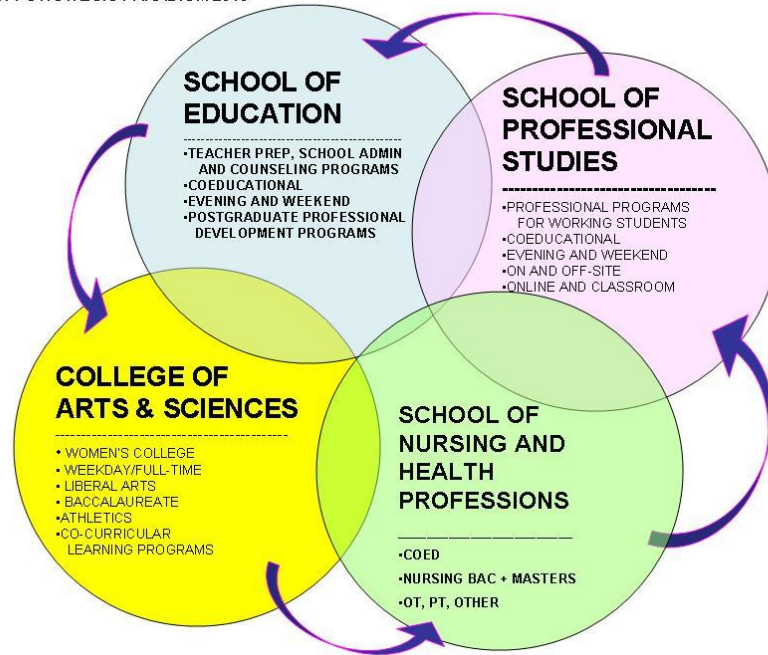 SCHOOL OF
EDUCATION
----------------------------------------
•TEACHER PREP, SCHOOL ADMIN
AND COUNSELING PROGRAMS
•COEDUCATIONAL
•EVENING AND WEEKEND
•POSTGRADUATE PROFESSIONAL
DEVELOPMENT PROGRAMS
SCHOOL OF
PROFESSIONAL
STUDIES
------------------------------------
•PROFESSIONAL PROGRAMS
FOR WORKING STUDENTS
•COEDUCATIONAL
•EVENING AND WEEKEND
•ON AND OFF-SITE
•ONLINE AND CLASSROOM
COLLEGE OF
ARTS & SCIENCES
------------------------------------------
• WOMEN'S COLLEGE
• WEEKDAY/FULL-TIME
• LIBERAL ARTS
• BACCALAUREATE
•ATHLETICS
•CO-CURRICULAR
LEARNING PROGRAMS
SCHOOL OF
NURSING AND
HEALTH
PROFESSIONS
________________________
•COED
•NURSING BAC + MASTERS
•OT, PT, OTHER